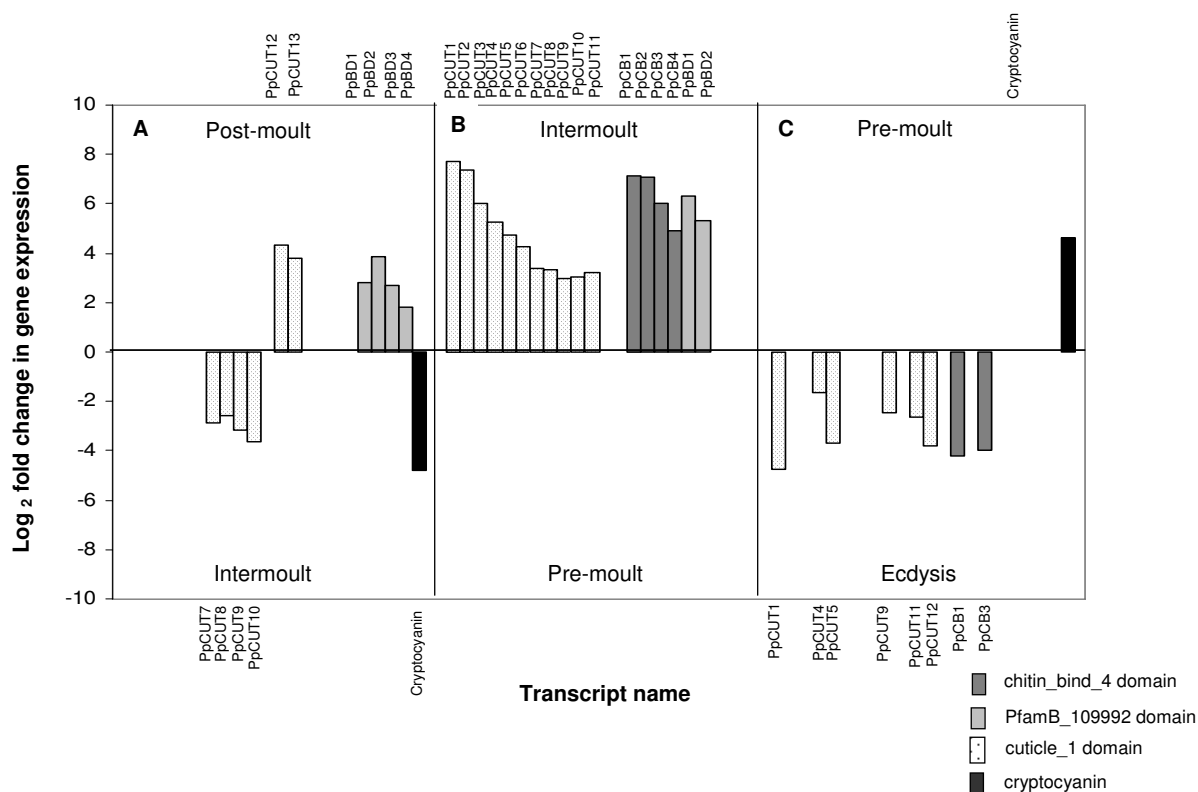 PpCUT12
PpCUT13
PpBD1
PpBD2
PpBD3
PpBD4
PpCUT1
PpCUT2
PpCUT3
PpCUT4
PpCUT5
PpCUT6
PpCUT7
PpCUT8
PpCUT9
PpCUT10
PpCUT11
PpCB1
PpCB2
PpCB3
PpCB4
PpBD1
PpBD2
Cryptocyanin
10
8
6
4
2
0
-2
-4
-6
-8
-10
Log 2 fold change in gene expression
A
Post-moult
B
Intermoult
C
Pre-moult
Intermoult
Pre-moult
Ecdysis
PpCUT7
PpCUT8
PpCUT9
PpCUT10
Cryptocyanin
PpCUT1
PpCUT4
PpCUT5
PpCUT9
PpCUT11
PpCUT12
PpCB1
PpCB3
Transcript name
chitin_bind_4 domain
PfamB_109992 domain
cuticle_1 domain
cryptocyanin